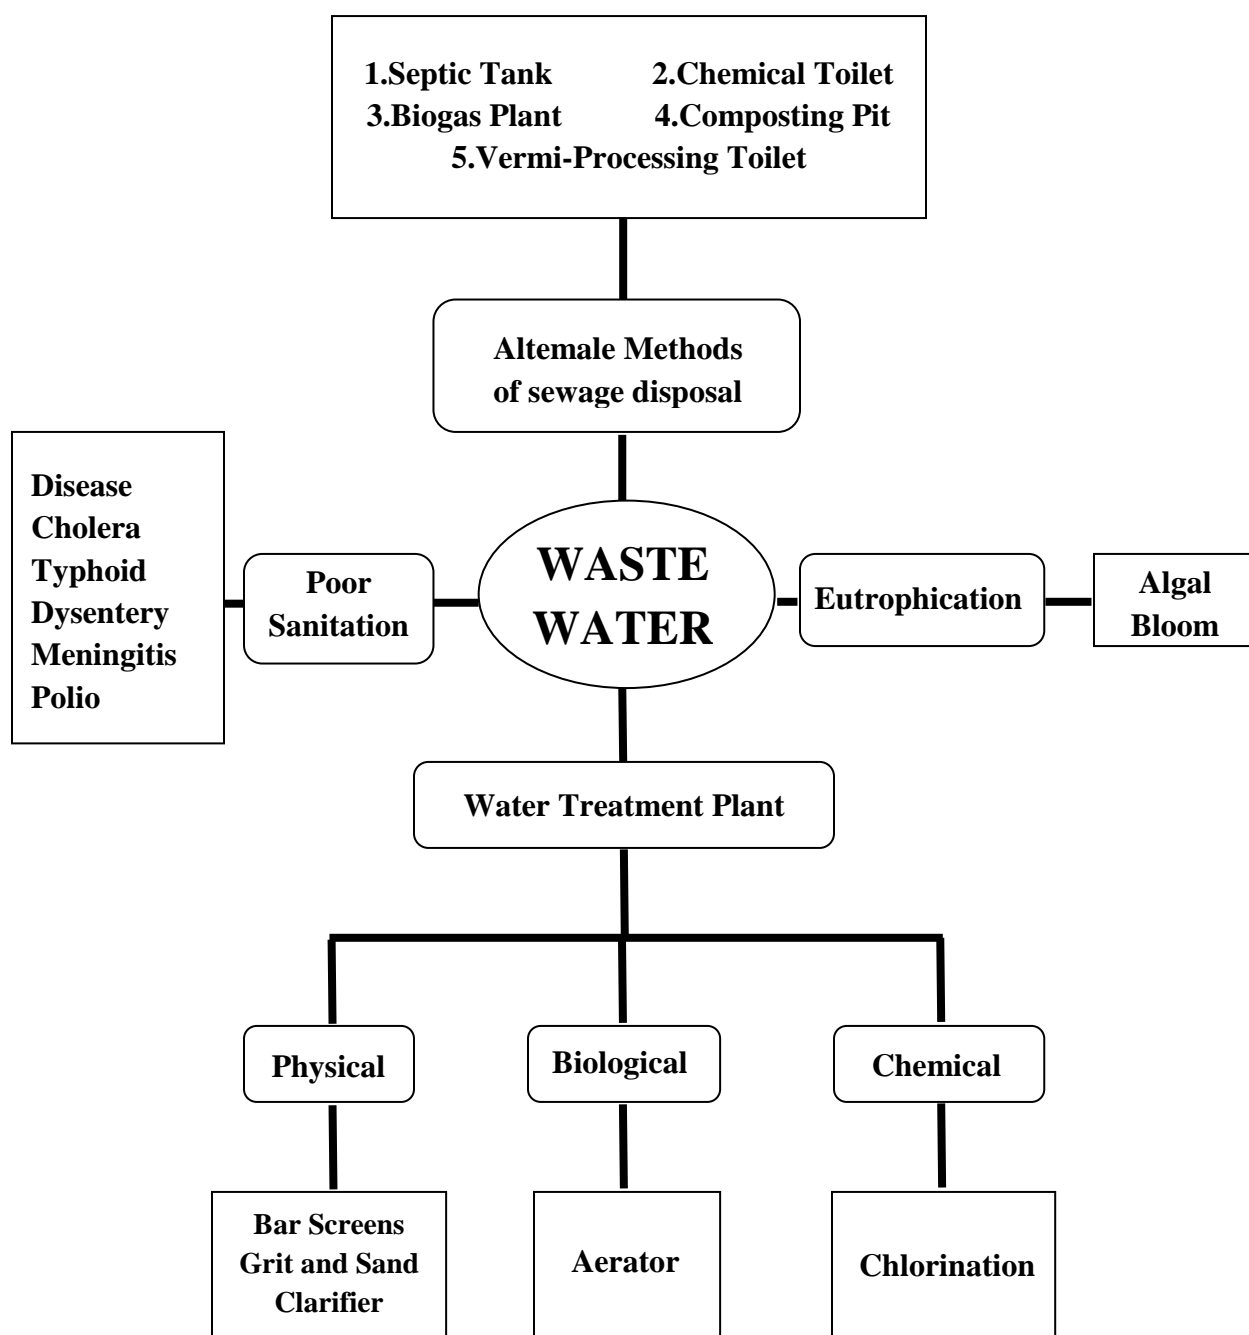 1.Septic Tank 2.Chemical Toilet
3.Biogas Plant 4.Composting Pit
5.Vermi-Processing Toilet
Altemale Methods
of sewage disposal
Disease
Cholera
Typhoid
Dysentery
Meningitis
Polio
Poor
Sanitation
WASTE
WATER
Eutrophication
Algal
Bloom
Water Treatment Plant
Physical
Biological
Chemical
Bar Screens
Grit and Sand
Clarifier
Aerator
Chlorination